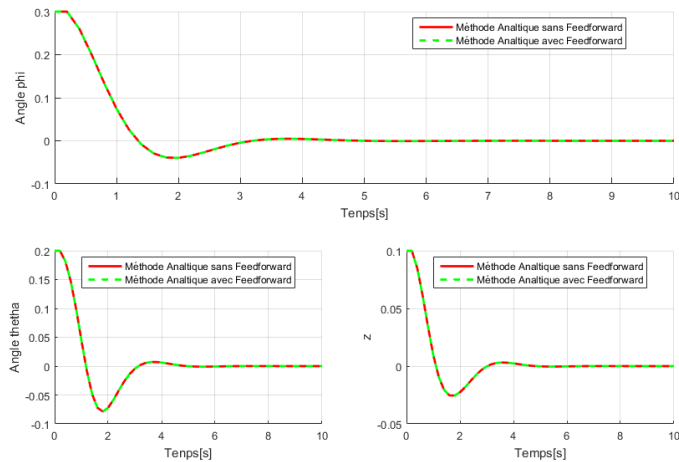 0.3
0.2
0.1
0
-0.1
Angle phi
Méthode Analtique sans Feedforward
Méthode Analtique avec Feedforward
0 1 2 3 4 5 6 7 8 9 10
Tenps[s]
0.2
0.15
0.1
0.05
0
-0.05
-0.1
Angle thetha
Méthode Analtique sans Feedforward
Méthode Analtique avec Feedforward
0 2 4 6 8 10
Tenps[s]
0.1
0.05
0
-0.05
z
Méthode Analtique sans Feedforward
Méthode Analtique avec Feedforward
0 2 4 6 8 10
Tenps[s]